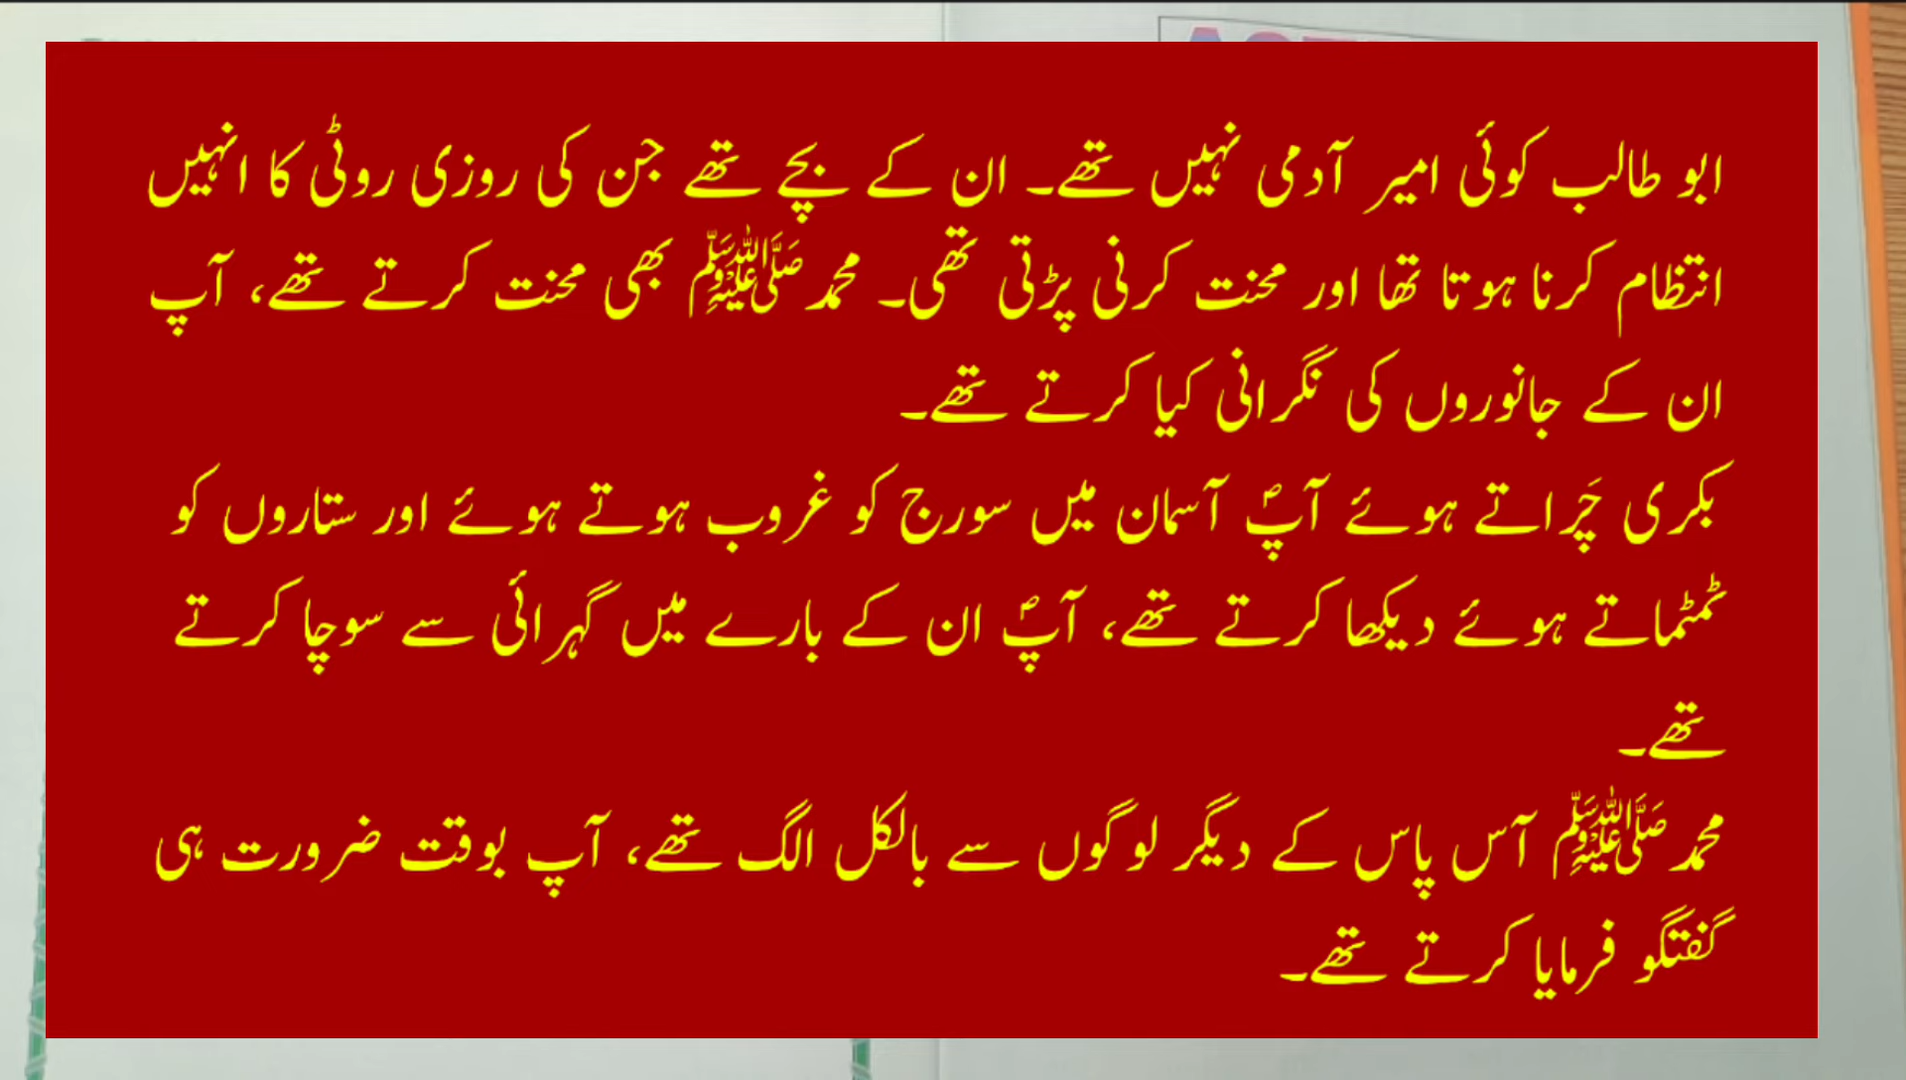 ابو طالب کوئی امیر آدمی نہیں تھے۔ ان کے بچے تھے جن کی روزی روٹی کا انہیں
انتظام کرنا ہوتا تھا اور محنت کرنی پڑتی تھی۔ محمدﷺ بھی محنت کرتے تھے، آپ
ان کے جانوروں کی نگرانی کیا کرتے تھے۔
بکری چَراتے ہوئے آپؐ آسمان میں سورج کو غروب ہوتے ہوئے اور ستاروں کو
ٹمٹماتے ہوئے دیکھا کرتے تھے، آپؐ ان کے بارے میں گہرائی سے سوچا کرتے
تھے۔
محمدﷺ آس پاس کے دیگر لوگوں سے بالکل الگ تھے، آپ بوقت ضرورت ہی
گفتگو فرمایا کرتے تھے۔